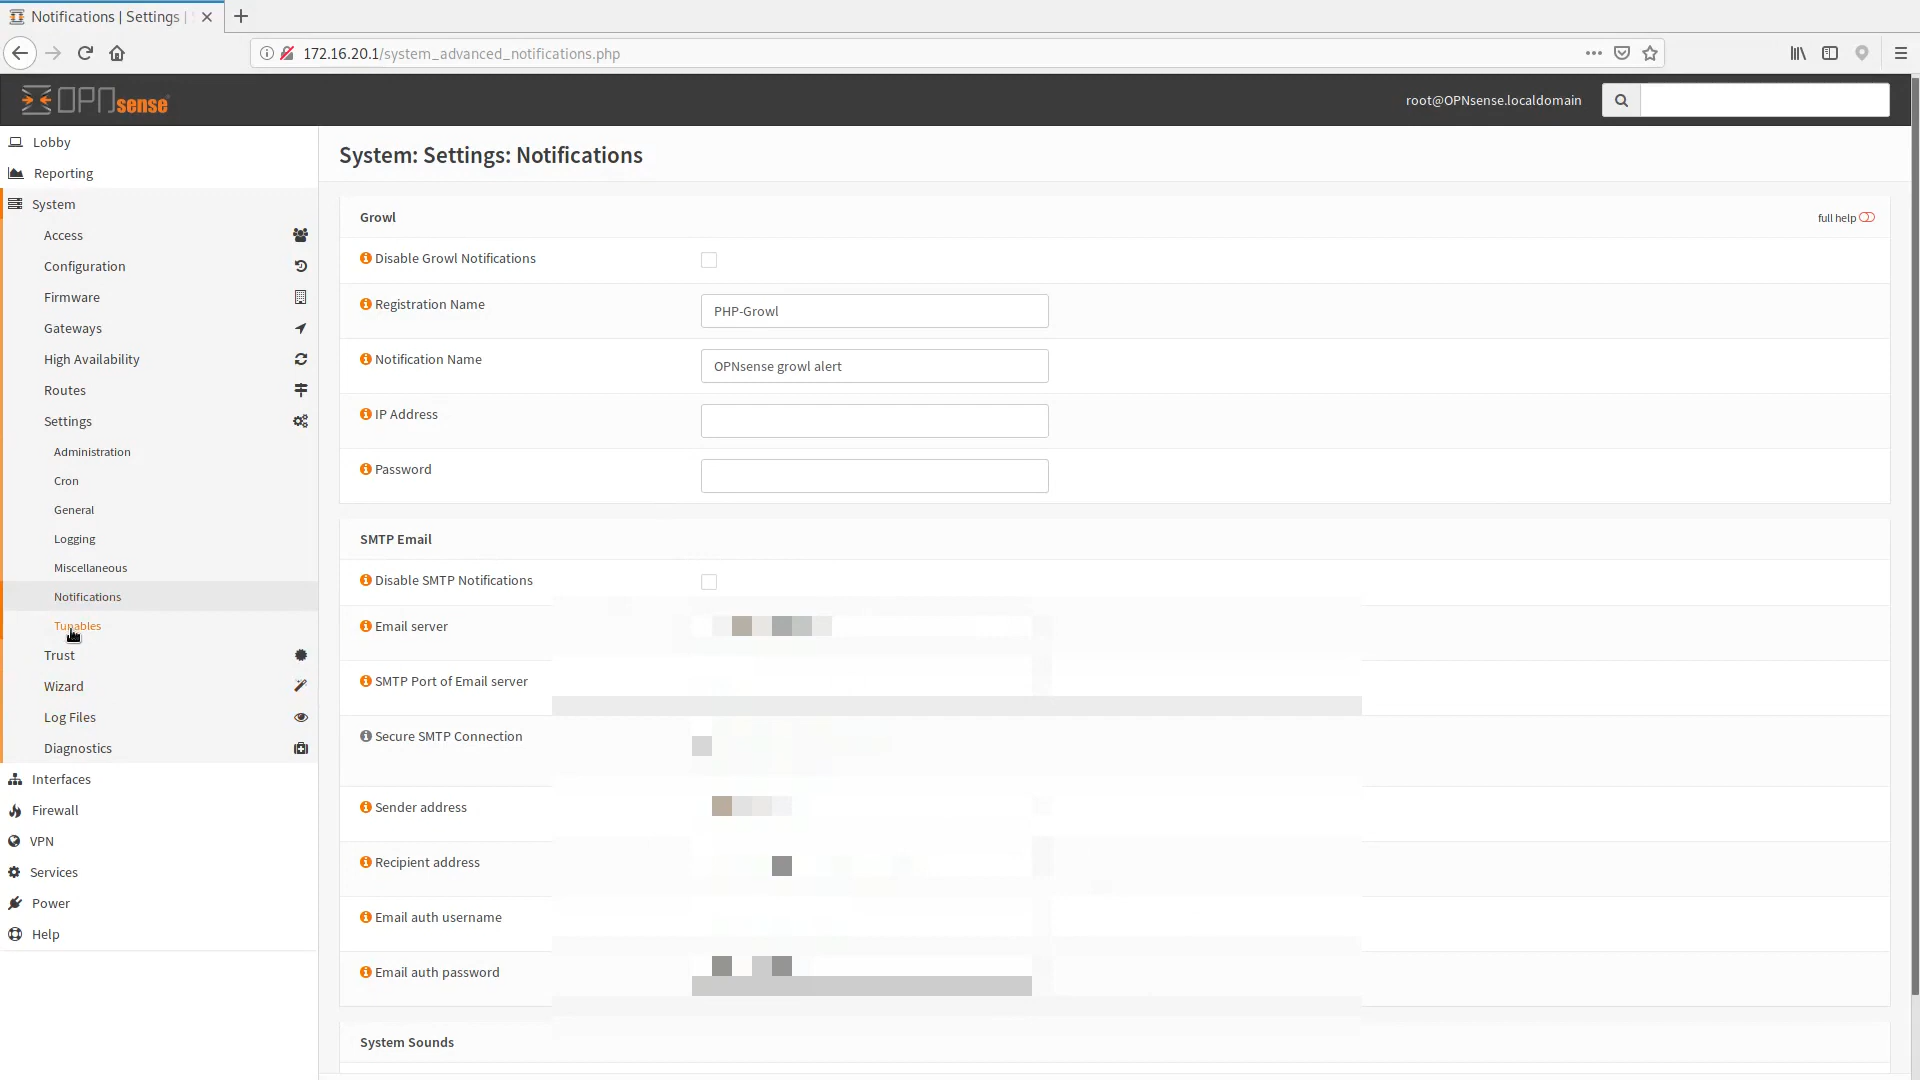 Notifications | Settings |
172.16.20.1/system_advanced_notifications.php
OPNsense
root@OPNsense.localdomain
Lobby
Reporting
System
Access
Configuration
Firmware
Gateways
High Availability
Routes
Settings
Administration
Cron
General
Logging
Miscellaneous
Notifications
Tunables
Trust
Wizard
Log Files
Diagnostics
Interfaces
Firewall
VPN
Services
Power
Help
System: Settings: Notifications
Growl
full help
Disable Growl Notifications
Registration Name
PHP-Growl
Notification Name
OPNsense growl alert
IP Address
Password
SMTP Email
Disable SMTP Notifications
Email server
SMTP Port of Email server
Secure SMTP Connection
Sender address
Recipient address
Email auth username
Email auth password
System Sounds